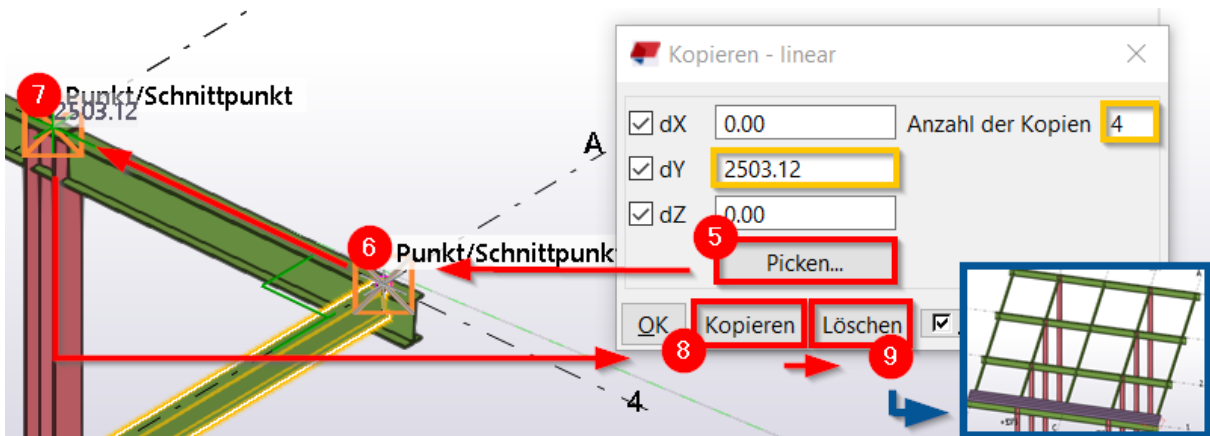 Kopieren - linear
7 Punkt/Schnittpunkt
2503.12
dX 0.00 Anzahl der Kopien 4
A
dY 2503.12
dZ 0.00
5
6 Punkt/Schnittpunkt
Picken...
OK Kopieren Löschen
8 9
4